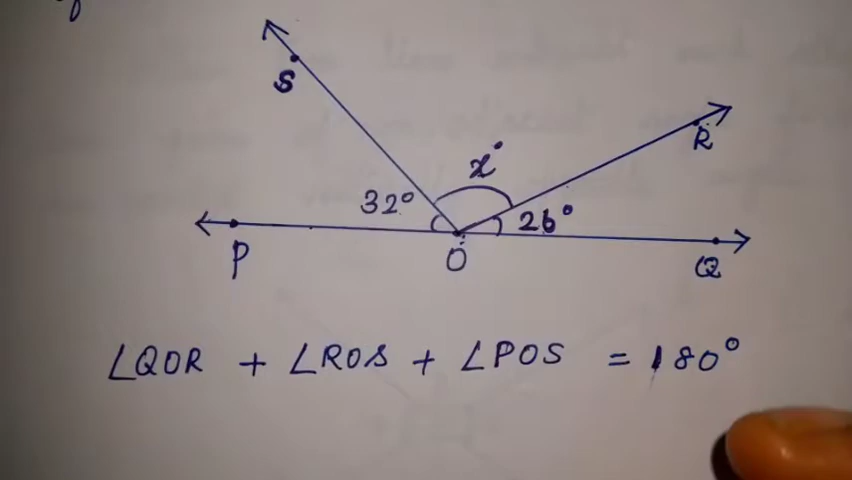 S
R
x°
32°
26°
P
O
Q
∠QOR + ∠ROS + ∠POS = 180°